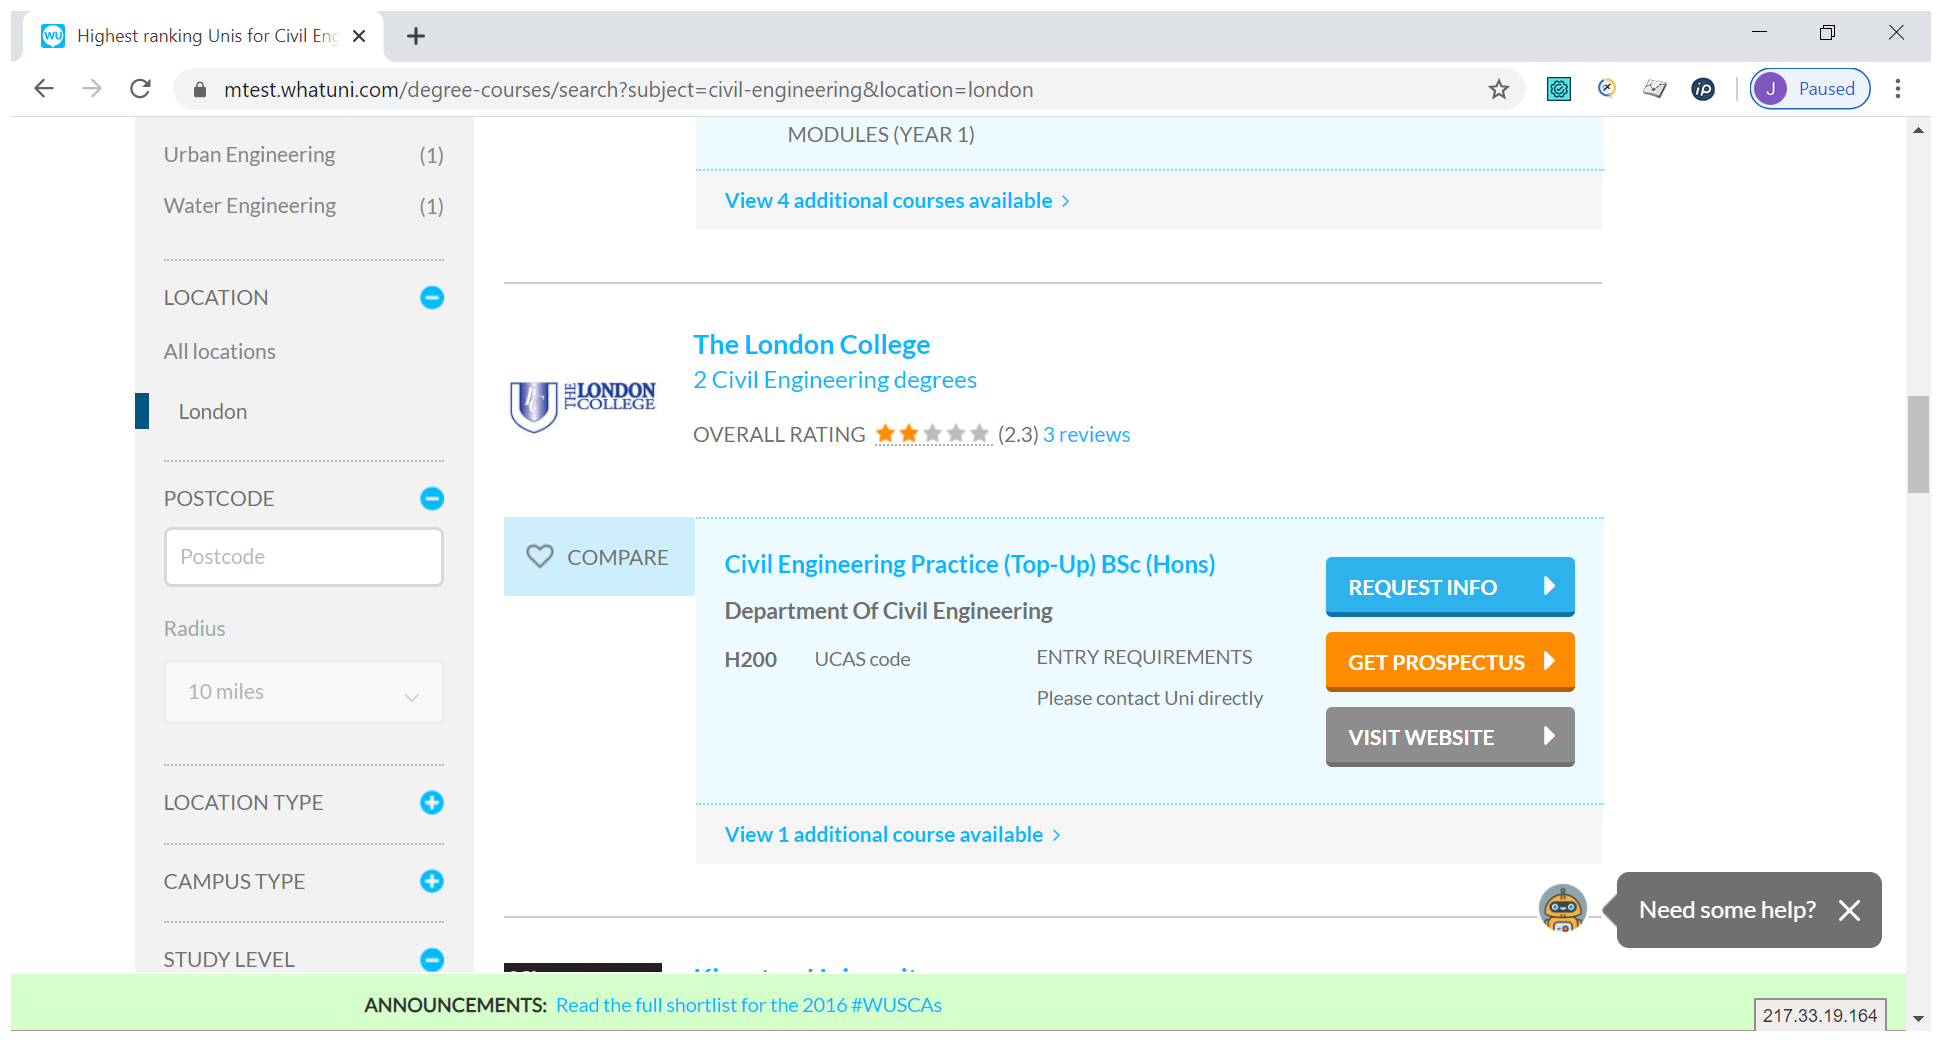 WU Highest ranking Unis for Civil Eng
mtest.whatuni.com/degree-courses/search?subject=civil-engineering&location=london
iP
J Paused
Urban Engineering (1)
Water Engineering (1)
LOCATION
All locations
London
POSTCODE
Postcode
Radius
10 miles
LOCATION TYPE
CAMPUS TYPE
STUDY LEVEL
MODULES (YEAR 1)
View 4 additional courses available >
THE LONDON COLLEGE
The London College
2 Civil Engineering degrees
OVERALL RATING (2.3) 3 reviews
COMPARE
Civil Engineering Practice (Top-Up) BSc (Hons)
Department Of Civil Engineering
H200 UCAS code
ENTRY REQUIREMENTS
Please contact Uni directly
REQUEST INFO
GET PROSPECTUS
VISIT WEBSITE
View 1 additional course available >
Need some help?
ANNOUNCEMENTS: Read the full shortlist for the 2016 #WUSCAs
217.33.19.164